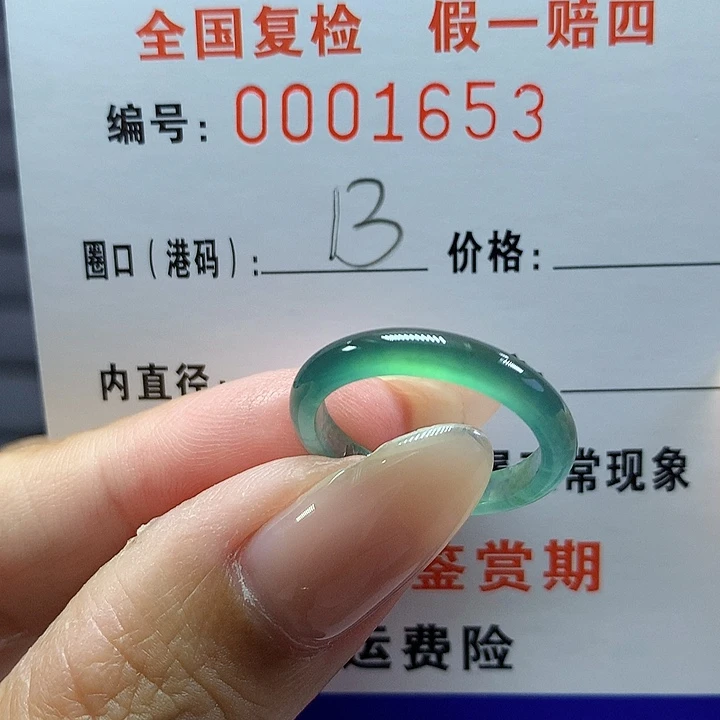 全国复检 假一赔四
编号: 0001653
圈口(港码): 13 价格:
内直径:
常现象
鉴赏期
运费险